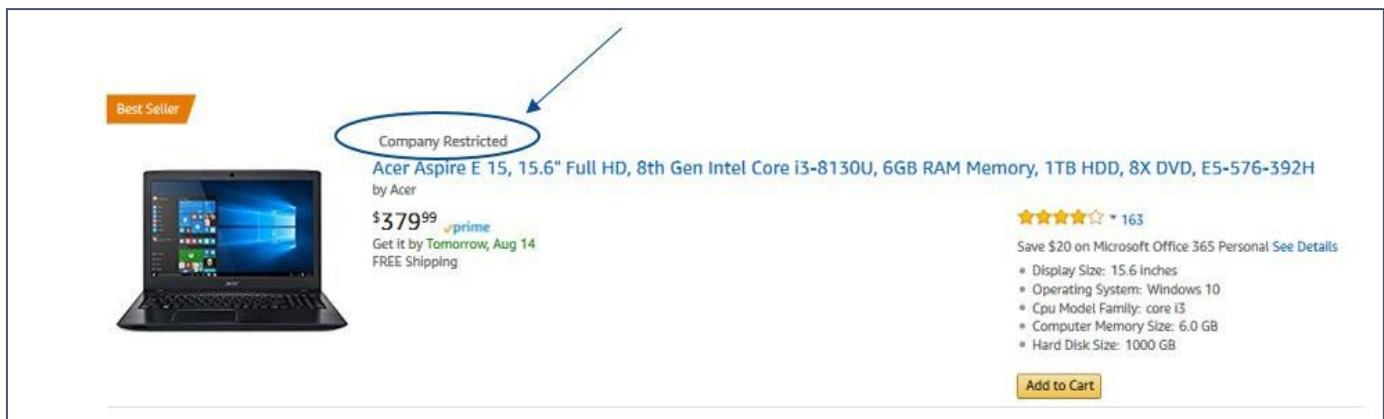 Best Seller
Company Restricted
Acer Aspire E 15, 15.6" Full HD, 8th Gen Intel Core i3-8130U, 6GB RAM Memory, 1TB HDD, 8X DVD, E5-576-392H
by Acer
$379 99 prime
Get it by Tomorrow, Aug 14
FREE Shipping
163
Save $20 on Microsoft Office 365 Personal See Details
Display Size: 15.6 inches
Operating System: Windows 10
Cpu Model Family: core i3
Computer Memory Size: 6.0 GB
Hard Disk Size: 1000 GB
Add to Cart